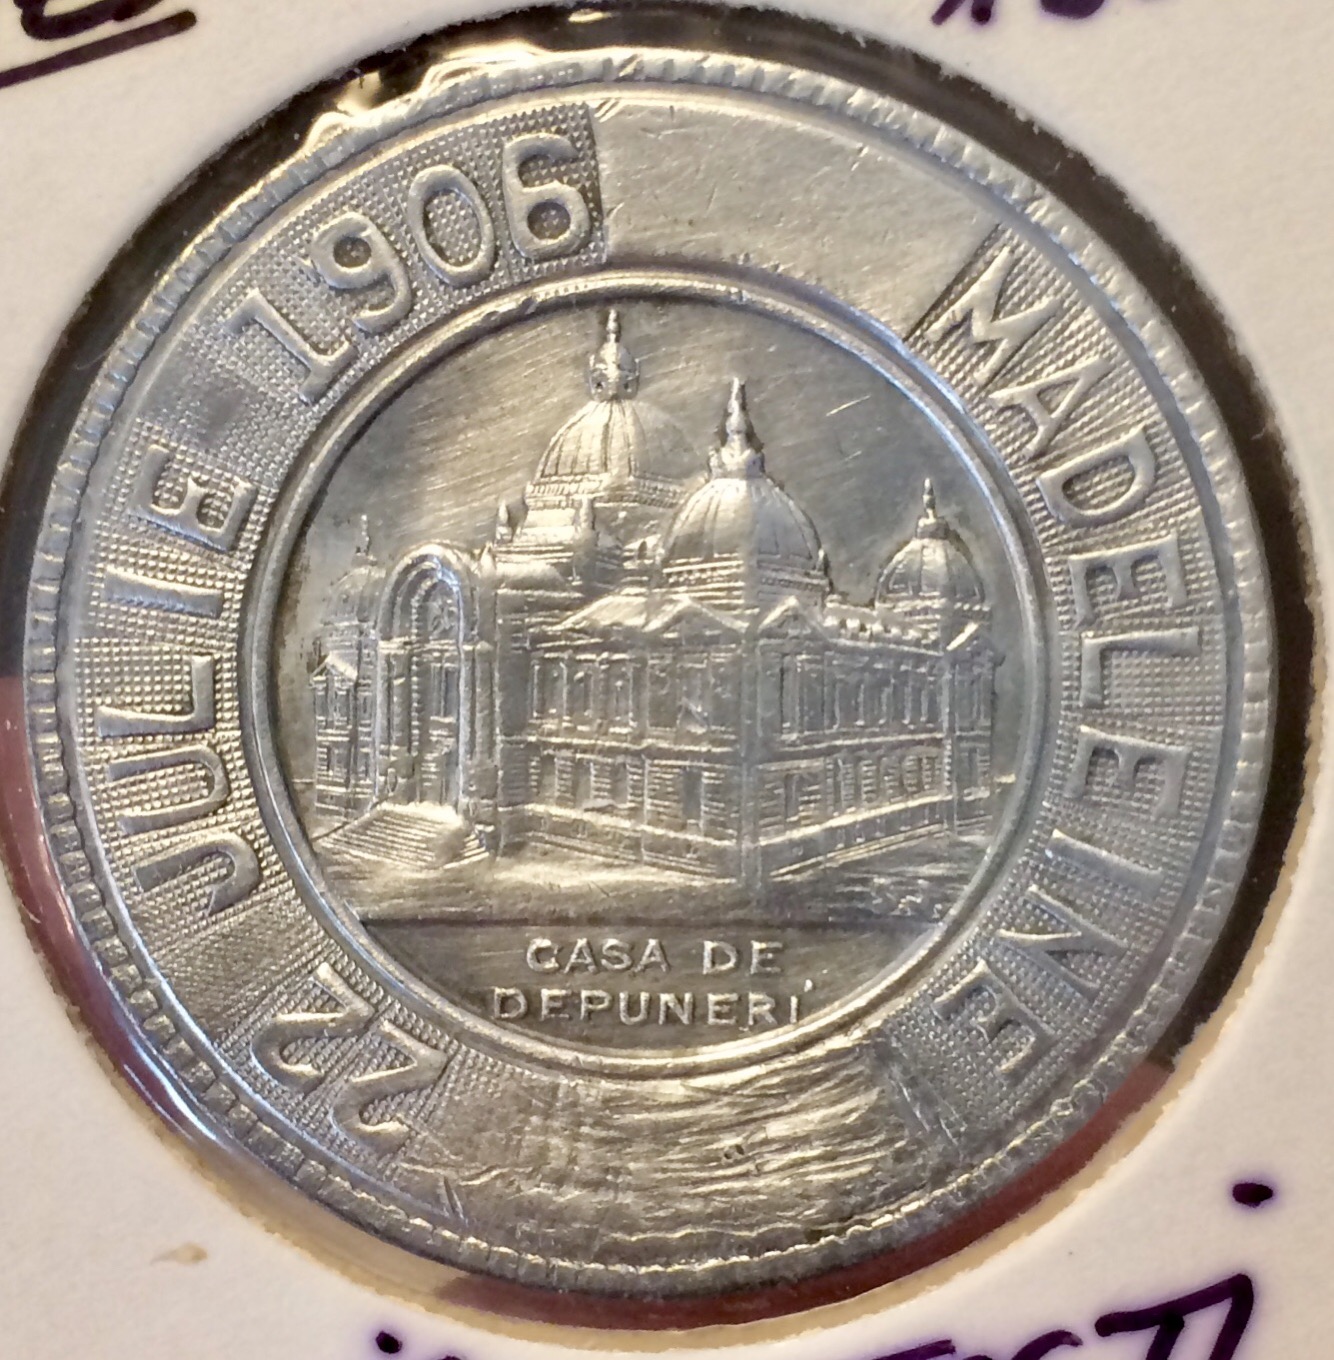 22 JULIE 1906
MADELEINE
CASA DE
DEPUNERI